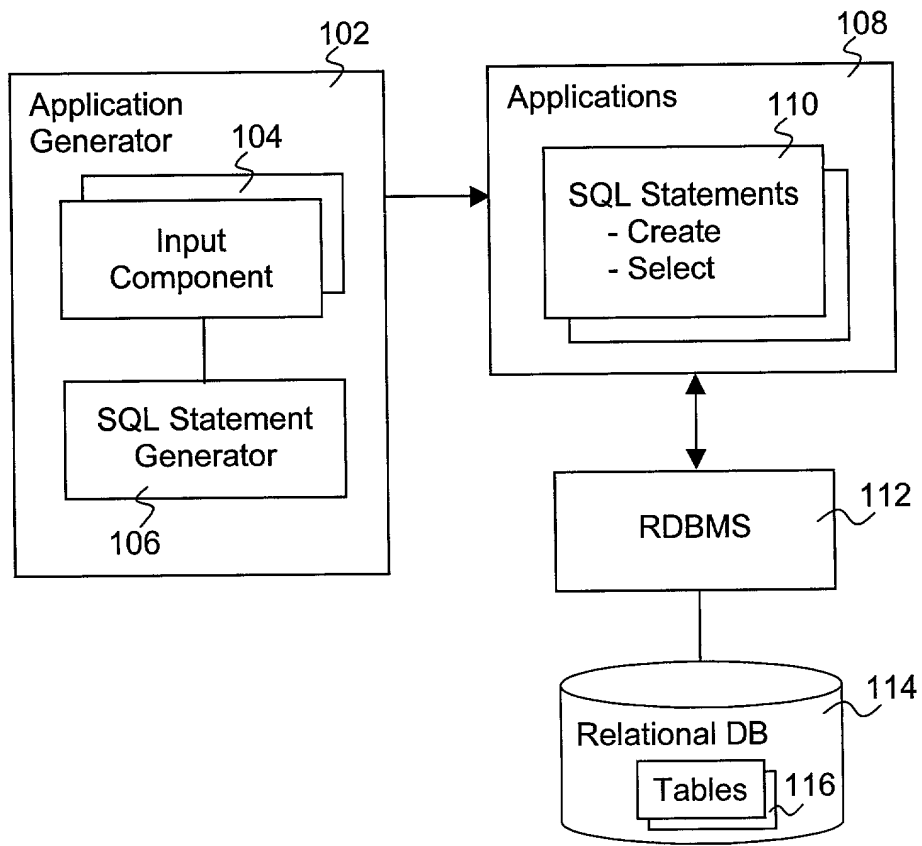 102
Application
Generator
104
Input
Component
SQL Statement
Generator
106
108
Applications
110
SQL Statements
- Create
- Select
RDBMS
112
114
Relational DB
Tables
116